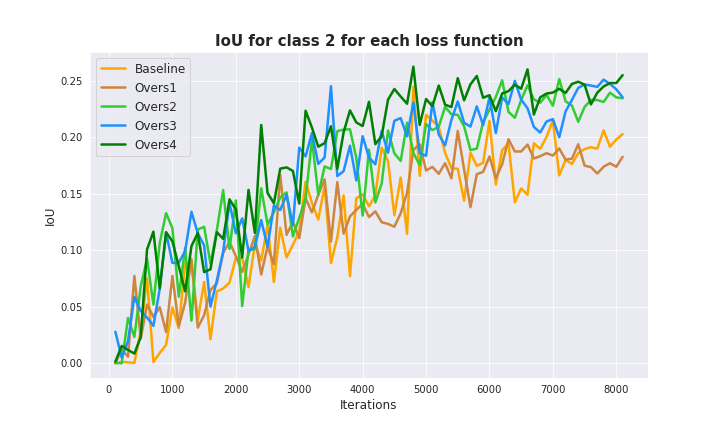 IoU for class 2 for each loss function
Baseline
Overs1
Overs2
Overs3
Overs4
IoU
0.25
0.20
0.15
0.10
0.05
0.00
0 1000 2000 3000 4000 5000 6000 7000 8000
Iterations